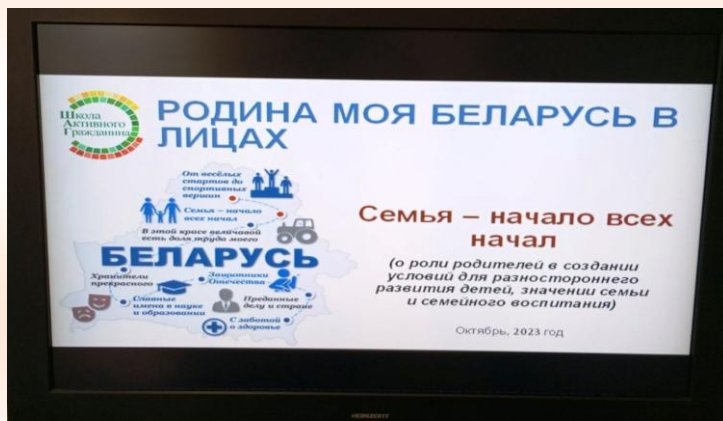 Школа
Активного
Гражданина
РОДИНА МОЯ БЕЛАРУСЬ В
ЛИЦАХ
От весёлых
стартов до
спортивных
вершин
Семья – начало
всех начал
В этой красе величавой
есть доля труда моего
БЕЛАРУСЬ
Хранители
прекрасного
Защитники
Отечества
Славные
имена в науке
и образовании
Преданные
делу и стране
С заботой
о здоровье
Семья – начало всех
начал
(о роли родителей в создании
условий для разностороннего
развития детей, значении семьи
и семейного воспитания)
Октябрь, 2023 год
HORIZONT